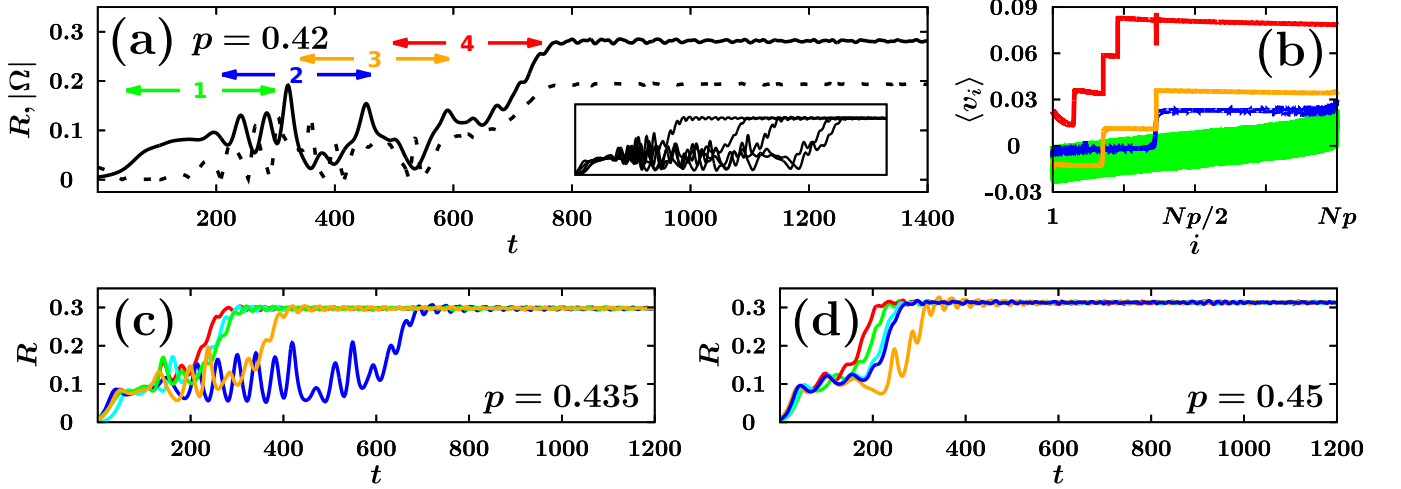 (a) p = 0.42
R, |Ω|
0.3
0.2
0.1
0
1
2
3
4
200 400 600 800 1000 1200 1400
t
(b)
⟨v_i⟩
0.09
0.06
0.03
0
-0.03
1 Np/2 Np
i
(c)
R
0.3
0.2
0.1
0
p = 0.435
200 400 600 800 1000 1200
t
(d)
R
0.3
0.2
0.1
0
p = 0.45
200 400 600 800 1000 1200
t